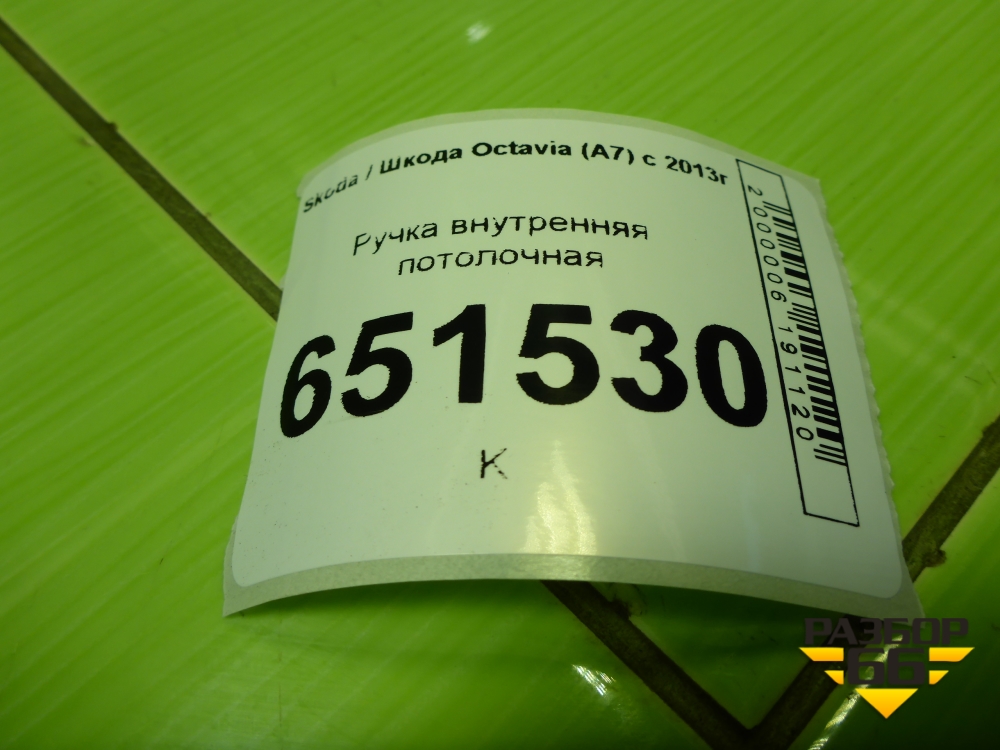 Skoda / Шкода Octavia (A7) с 2013г
Ручка внутренняя
потолочная
651530
К
2000006191120
РАЗБОР
66